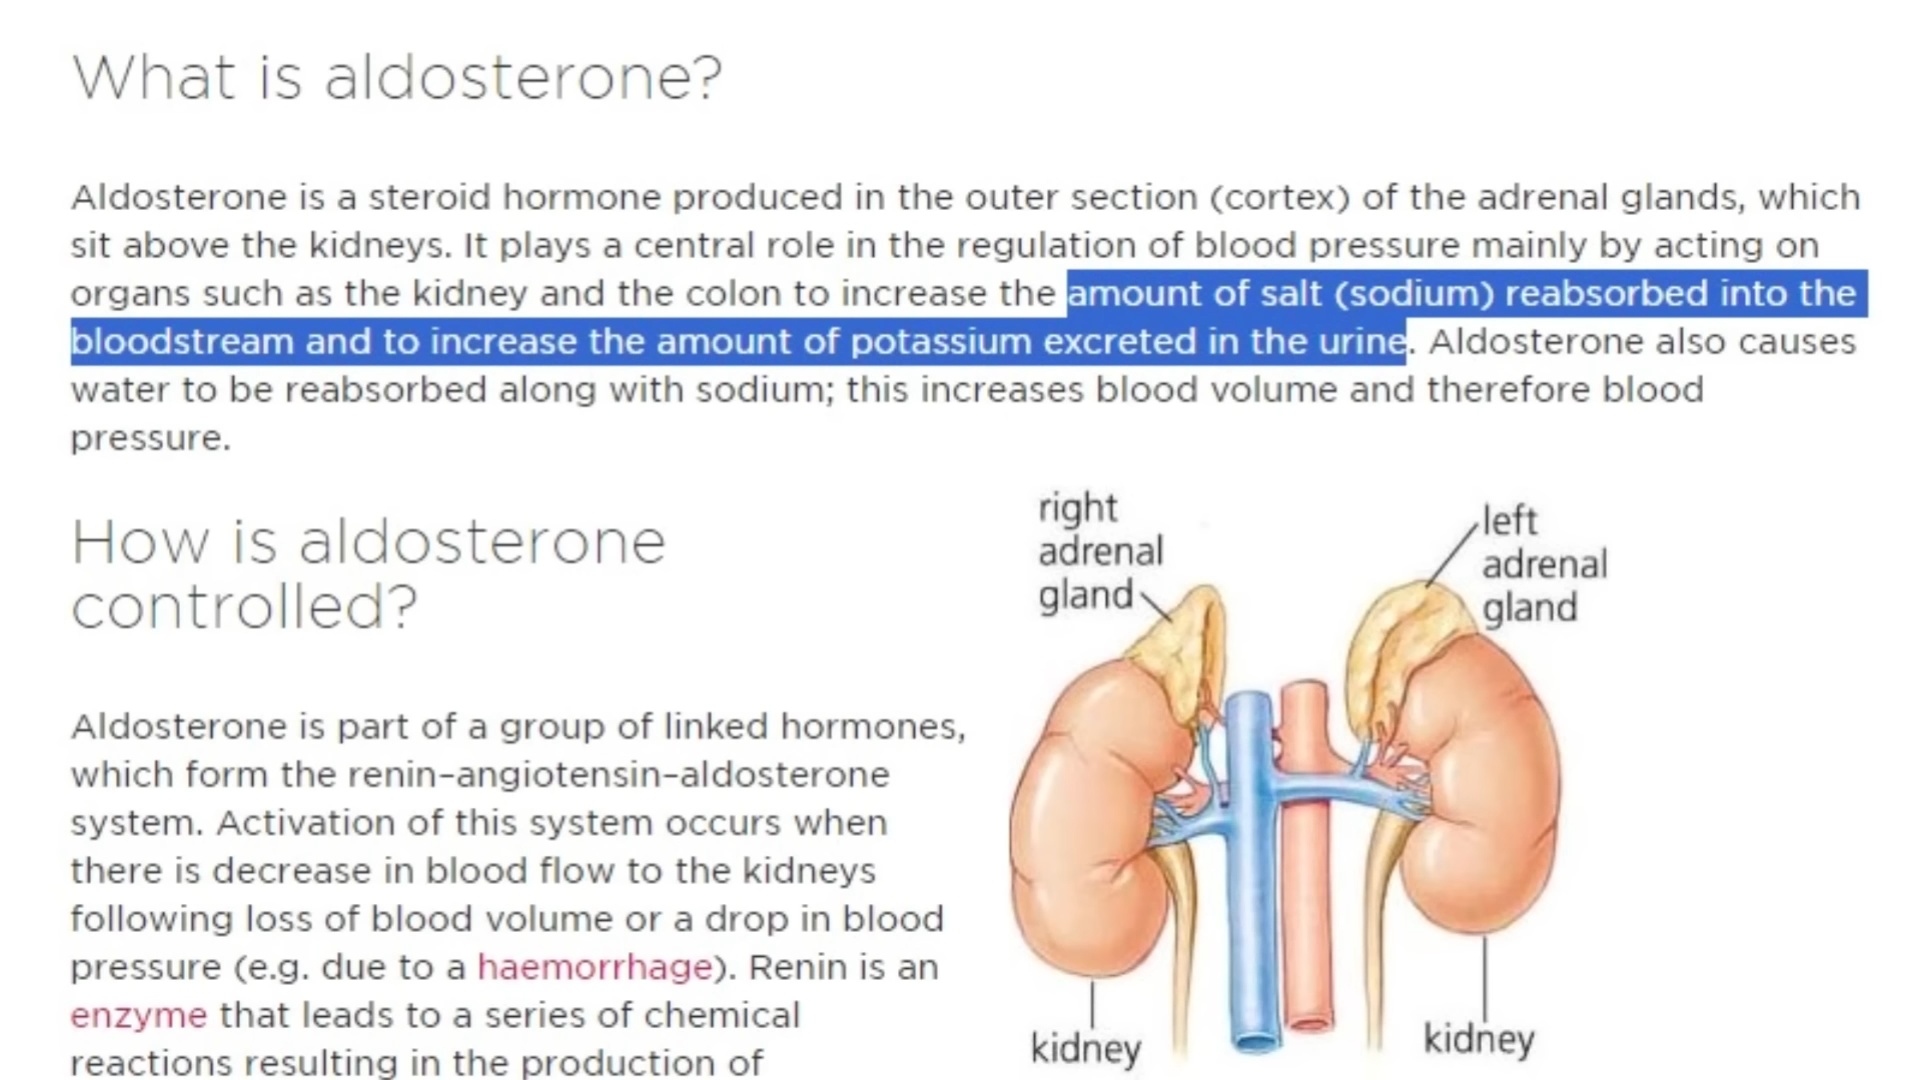 What is aldosterone?
Aldosterone is a steroid hormone produced in the outer section (cortex) of the adrenal glands, which
sit above the kidneys. It plays a central role in the regulation of blood pressure mainly by acting on
organs such as the kidney and the colon to increase the amount of salt (sodium) reabsorbed into the
bloodstream and to increase the amount of potassium excreted in the urine. Aldosterone also causes
water to be reabsorbed along with sodium; this increases blood volume and therefore blood
pressure.
How is aldosterone
controlled?
Aldosterone is part of a group of linked hormones,
which form the renin–angiotensin–aldosterone
system. Activation of this system occurs when
there is decrease in blood flow to the kidneys
following loss of blood volume or a drop in blood
pressure (e.g. due to a haemorrhage). Renin is an
enzyme that leads to a series of chemical
reactions resulting in the production of
right
adrenal
gland
left
adrenal
gland
kidney
kidney